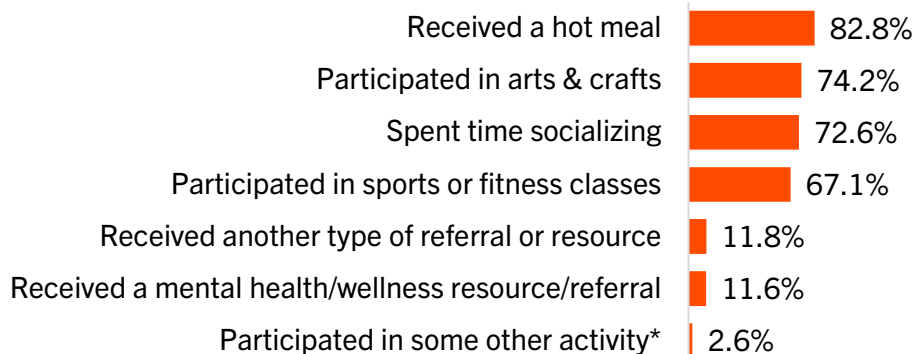 Received a hot meal 82.8%
Participated in arts & crafts 74.2%
Spent time socializing 72.6%
Participated in sports or fitness classes 67.1%
Received another type of referral or resource 11.8%
Received a mental health/wellness resource/referral 11.6%
Participated in some other activity* 2.6%